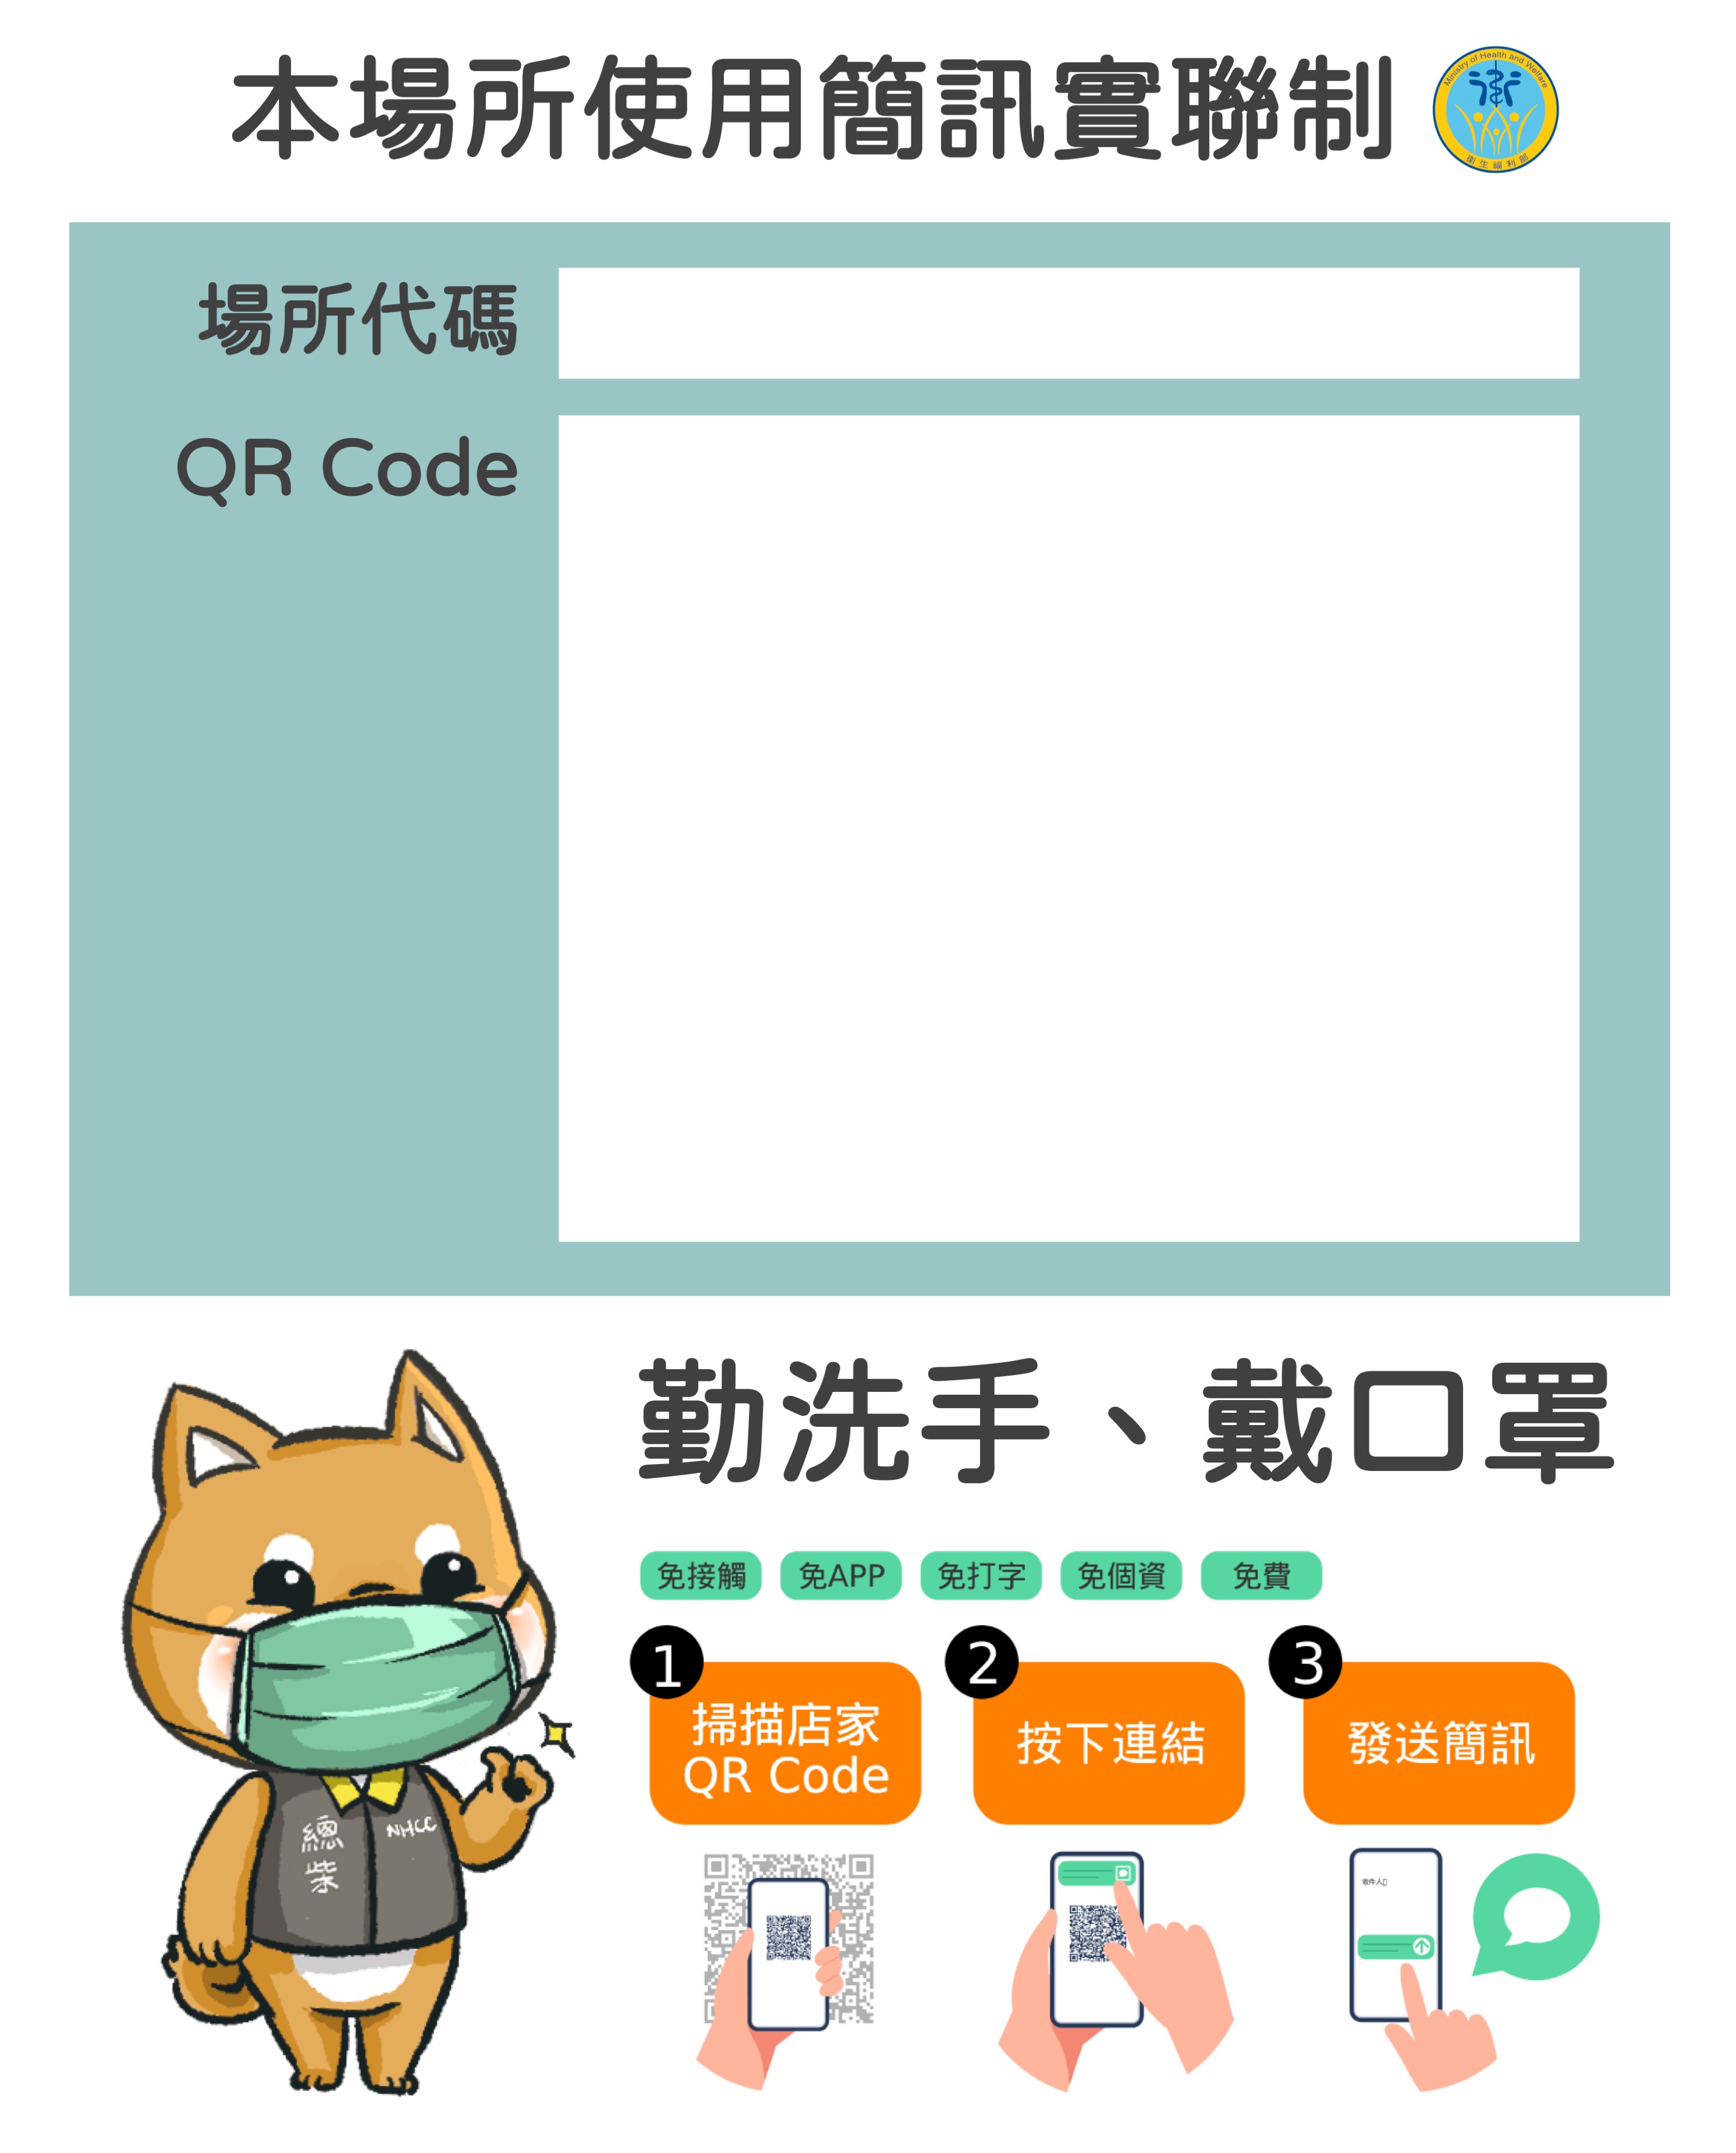 本場所使用簡訊實聯制
Ministry of Health and Welfare
衛生福利部
場所代碼
QR Code
勤洗手、戴口罩
免接觸 免APP 免打字 免個資 免費
1 2 3
掃描店家
QR Code
按下連結
發送簡訊
總柴
NHCC
收件人